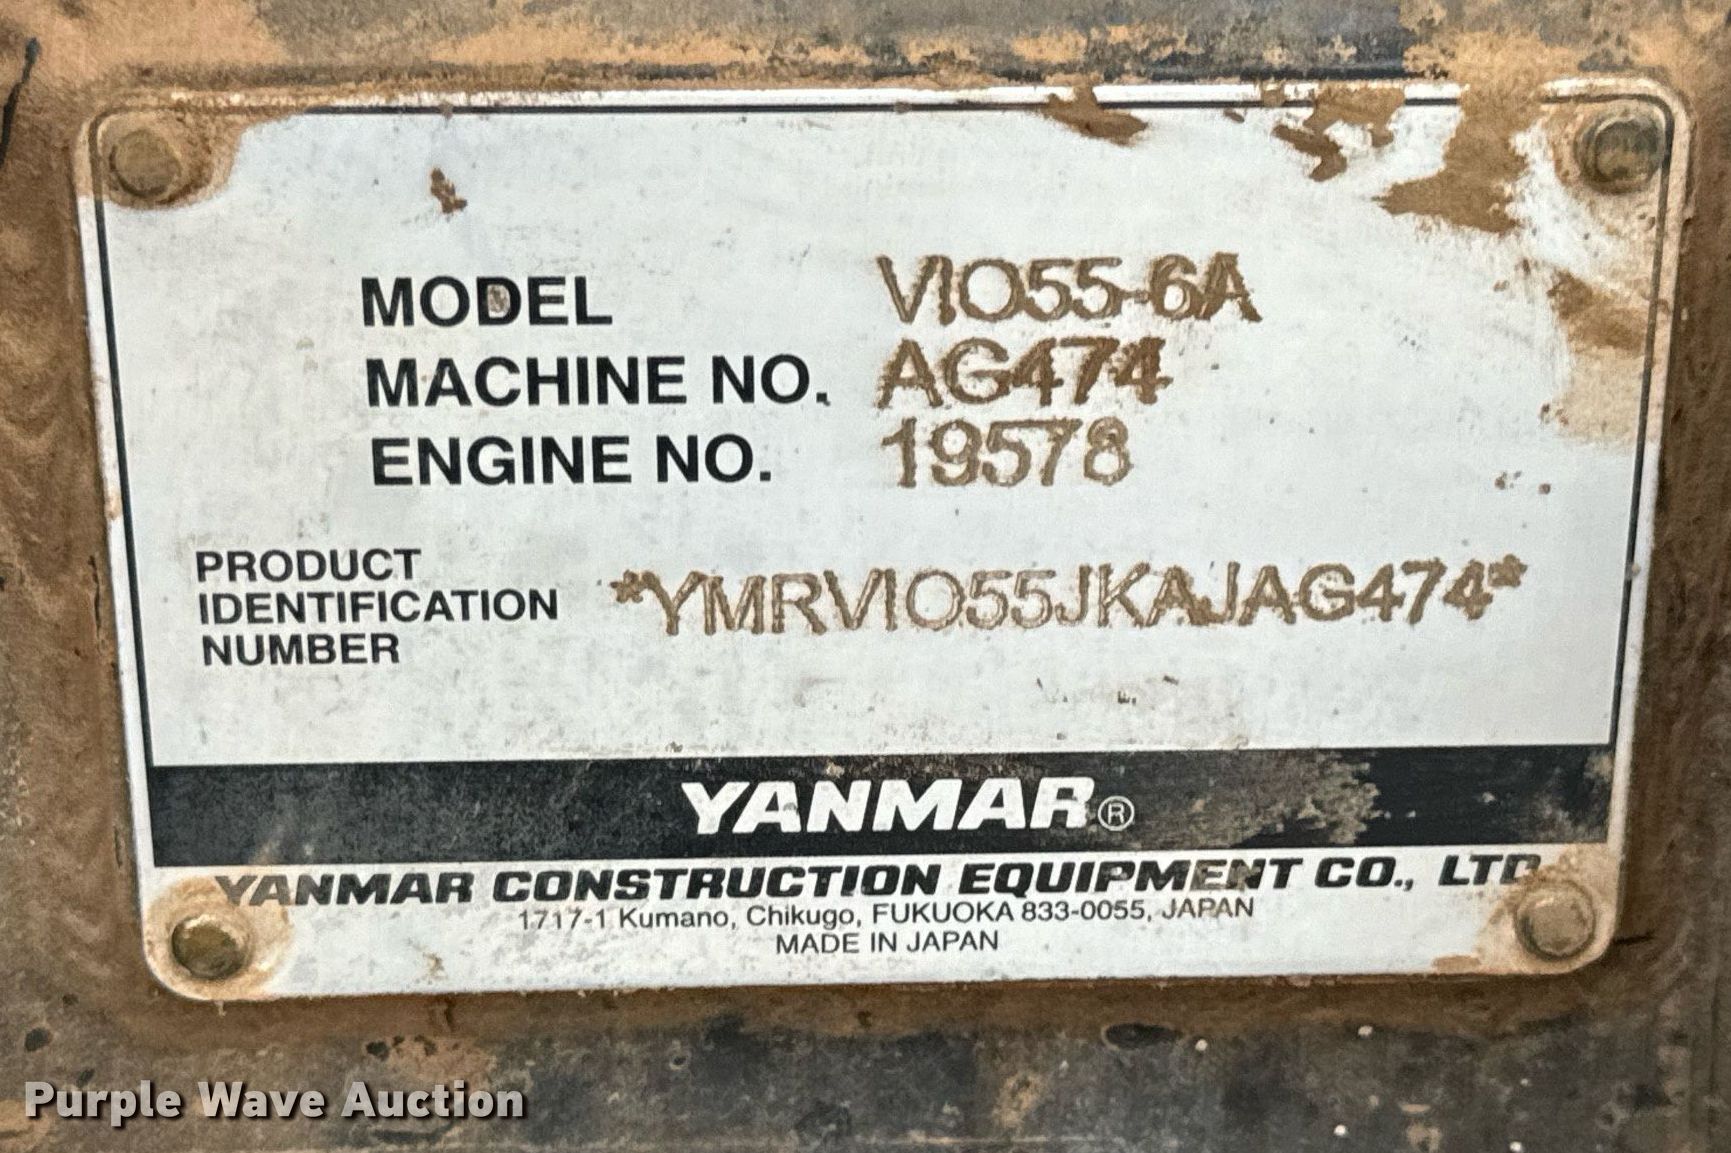 MODEL VIO55-6A
MACHINE NO. AG474
ENGINE NO. 19578
PRODUCT
IDENTIFICATION
NUMBER
*YMRVIO55JKAJAG474*
YANMAR®
YANMAR CONSTRUCTION EQUIPMENT CO., LTD
1717-1 Kumano, Chikugo, FUKUOKA 833-0055, JAPAN
MADE IN JAPAN
Purple Wave Auction